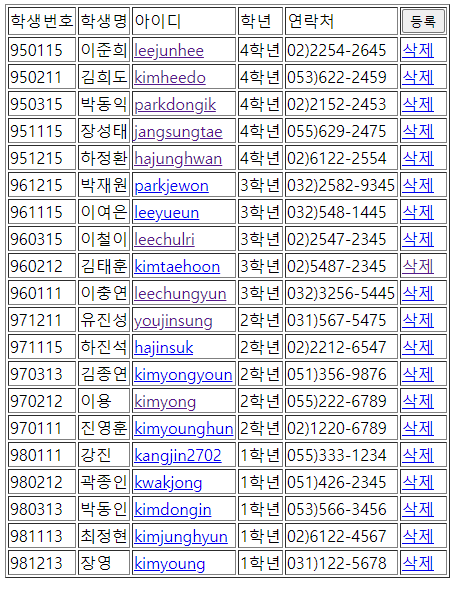 학생번호 학생명 아이디 학년 연락처 등록
950115 이준희 leejunhee 4학년 02)2254-2645 삭제
950211 김희도 kimheedo 4학년 053)622-2459 삭제
950315 박동익 parkdongik 4학년 02)2152-2453 삭제
951115 장성태 jangsungtae 4학년 055)629-2475 삭제
951215 하정환 hajunghwan 4학년 02)6122-2554 삭제
961215 박재원 parkjewon 3학년 032)2582-9345 삭제
961115 이여은 leeyueun 3학년 032)548-1445 삭제
960315 이철이 leechulri 3학년 02)2547-2345 삭제
960212 김태훈 kimtaehoon 3학년 02)5487-2345 삭제
960111 이충연 leechungyun 3학년 032)3256-5445 삭제
971211 유진성 youjinsung 2학년 031)567-5475 삭제
971115 하진석 hajinsuk 2학년 02)2212-6547 삭제
970313 김종연 kimyongyoun 2학년 051)356-9876 삭제
970212 이용 kimyong 2학년 055)222-6789 삭제
970111 진영훈 kimyounghun 2학년 02)1220-6789 삭제
980111 강진 kangjin2702 1학년 055)333-1234 삭제
980212 곽종인 kwakjong 1학년 051)426-2345 삭제
980313 박동인 kimdongin 1학년 053)566-3456 삭제
981113 최정현 kimjunghyun 1학년 02)6122-4567 삭제
981213 장영 kimyoung 1학년 031)122-5678 삭제